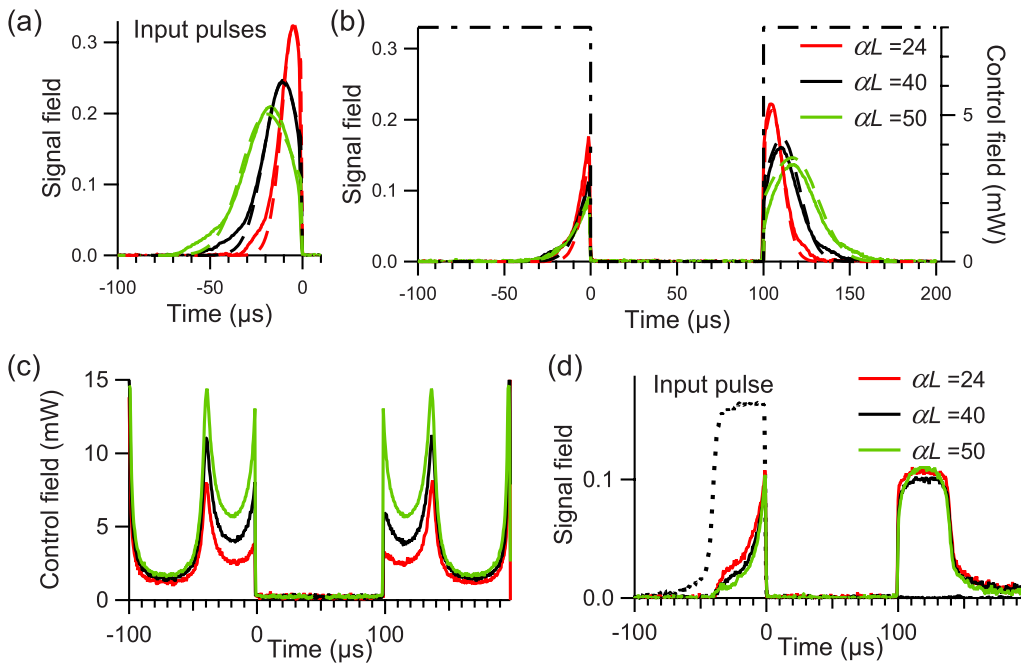 (a)
Input pulses
Signal field
0.3
0.2
0.1
0.0
-100
-50
0
Time (µs)
(b)
Signal field
0.3
0.2
0.1
0.0
αL =24
αL =40
αL =50
Control field (mW)
5
0
-100
-50
0
50
100
150
200
Time (µs)
(c)
Control field (mW)
15
10
5
0
-100
0
100
Time (µs)
(d)
Input pulse
Signal field
0.1
0.0
αL =24
αL =40
αL =50
-100
0
100
Time (µs)